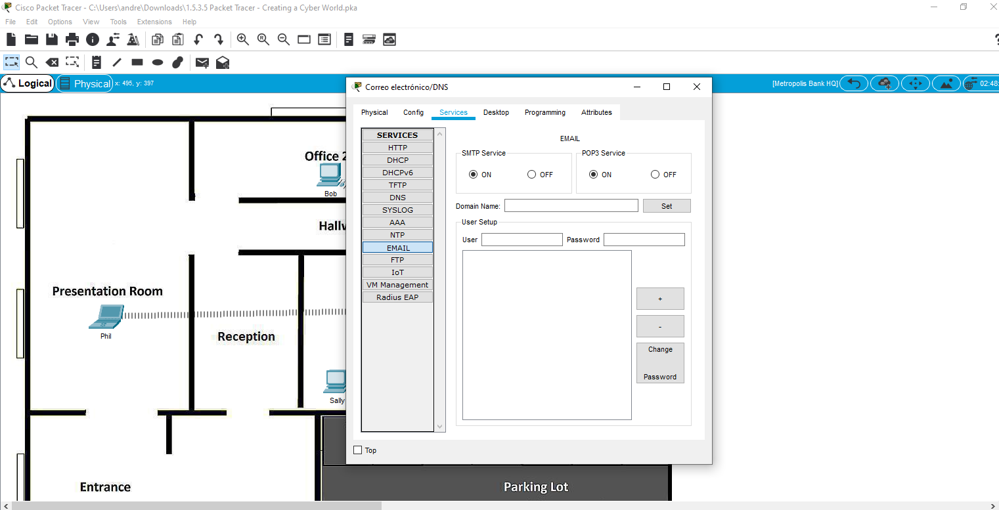 Cisco Packet Tracer - C:\Users\andre\Downloads\1.5.3.5 Packet Tracer - Creating a Cyber World.pka
File Edit Options View Tools Extensions Help
Logical Physical x: 495, y: 397
[Metropolis Bank HQ] 02:48:
Correo electrónico/DNS
Physical Config Services Desktop Programming Attributes
SERVICES
HTTP
DHCP
DHCPv6
TFTP
DNS
SYSLOG
AAA
NTP
EMAIL
FTP
IoT
VM Management
Radius EAP
EMAIL
SMTP Service
ON OFF
POP3 Service
ON OFF
Domain Name: Set
User Setup
User Password
+
-
Change
Password
Top
Office 2
Bob
Hallw
Presentation Room
Phil
Reception
Sally
Entrance
Parking Lot